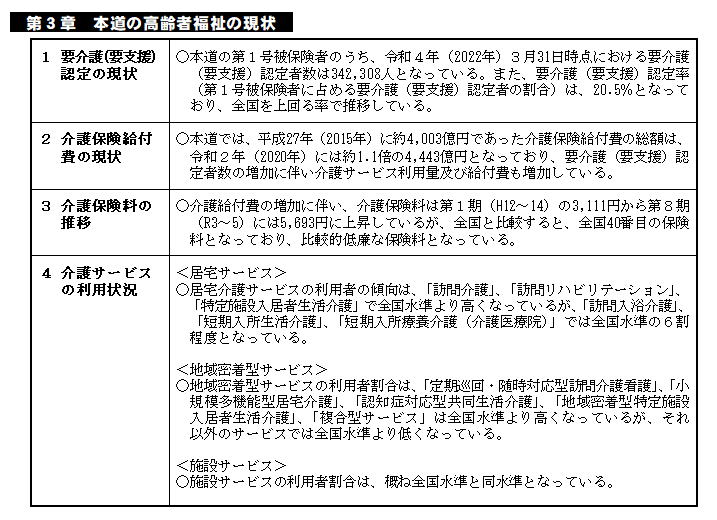 第３章　本道の高齢者福祉の現状
１　要介護(要支援)
認定の現状
○本道の第１号被保険者のうち、令和４年（2022年）３月31日時点における要介護
（要支援）認定者数は342,308人となっている。また、要介護（要支援）認定率
（第１号被保険者に占める要介護（要支援）認定者の割合）は、20.5％となって
おり、全国を上回る率で推移している。
２　介護保険給付
費の現状
○本道では、平成27年（2015年）に約4,003億円であった介護保険給付費の総額は、
令和２年（2020年）には約1.1倍の4,443億円となっており、要介護（要支援）認
定者数の増加に伴い介護サービス利用量及び給付費も増加している。
３　介護保険料の
推移
○介護給付費の増加に伴い、介護保険料は第１期（H12～14）の3,111円から第８期
（R3～5）には5,693円に上昇しているが、全国と比較すると、全国40番目の保険
料となっており、比較的低廉な保険料となっている。
４　介護サービス
の利用状況
＜居宅サービス＞
○居宅介護サービスの利用者の傾向は、「訪問介護」、「訪問リハビリテーション」、
「特定施設入居者生活介護」で全国水準より高くなっているが、「訪問入浴介護」、
「短期入所生活介護」、「短期入所療養介護（介護医療院）」では全国水準の６割
程度となっている。
＜地域密着型サービス＞
○地域密着型サービスの利用者割合は、「定期巡回・随時対応型訪問介護看護」、「小
規模多機能型居宅介護」、「認知症対応型共同生活介護」、「地域密着型特定施設
入居者生活介護」、「複合型サービス」は全国水準より高くなっているが、それ
以外のサービスでは全国水準より低くなっている。
＜施設サービス＞
○施設サービスの利用者割合は、概ね全国水準と同水準となっている。